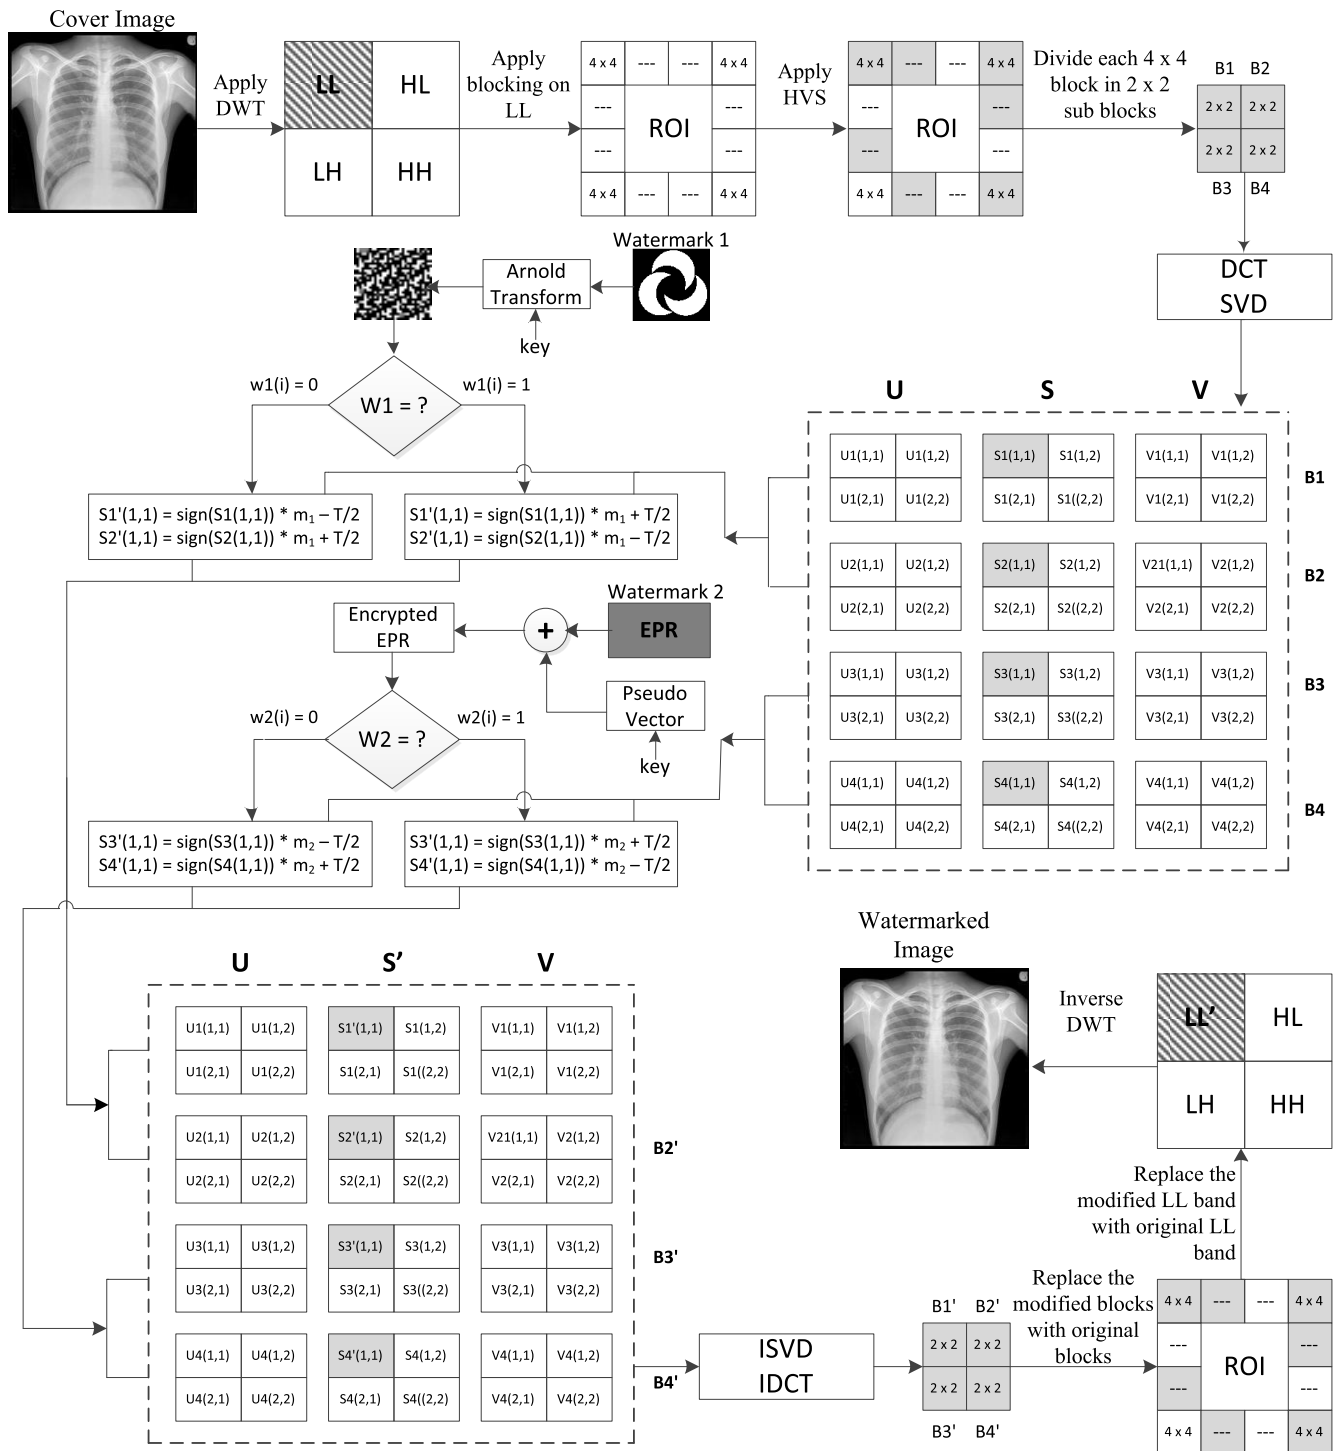 Cover Image
Apply
DWT
LL
HL
LH
HH
Apply
blocking on
LL
4 x 4
---
---
4 x 4
---
---
ROI
---
---
4 x 4
---
---
4 x 4
Apply
HVS
4 x 4
---
---
4 x 4
---
---
ROI
---
---
4 x 4
---
---
4 x 4
Divide each 4 x 4
block in 2 x 2
sub blocks
B1 B2
2 x 2 2 x 2
2 x 2 2 x 2
B3 B4
DCT
SVD
Watermark 1
Arnold
Transform
key
w1(i) = 0
W1 = ?
w1(i) = 1
S1'(1,1) = sign(S1(1,1)) * m1 – T/2
S2'(1,1) = sign(S2(1,1)) * m1 + T/2
S1'(1,1) = sign(S1(1,1)) * m1 + T/2
S2'(1,1) = sign(S2(1,1)) * m1 – T/2
Watermark 2
EPR
+
Encrypted
EPR
Pseudo
Vector
key
w2(i) = 0
W2 = ?
w2(i) = 1
S3'(1,1) = sign(S3(1,1)) * m2 – T/2
S4'(1,1) = sign(S4(1,1)) * m2 + T/2
S3'(1,1) = sign(S3(1,1)) * m2 + T/2
S4'(1,1) = sign(S4(1,1)) * m2 – T/2
U S V
U1(1,1) U1(1,2) S1(1,1) S1(1,2) V1(1,1) V1(1,2)
B1
U1(2,1) U1(2,2) S1(2,1) S1((2,2) V1(2,1) V1(2,2)
U2(1,1) U2(1,2) S2(1,1) S2(1,2) V21(1,1) V2(1,2)
B2
U2(2,1) U2(2,2) S2(2,1) S2((2,2) V2(2,1) V2(2,2)
U3(1,1) U3(1,2) S3(1,1) S3(1,2) V3(1,1) V3(1,2)
B3
U3(2,1) U3(2,2) S3(2,1) S3((2,2) V3(2,1) V3(2,2)
U4(1,1) U4(1,2) S4(1,1) S4(1,2) V4(1,1) V4(1,2)
B4
U4(2,1) U4(2,2) S4(2,1) S4((2,2) V4(2,1) V4(2,2)
U S’ V
U1(1,1) U1(1,2) S1'(1,1) S1(1,2) V1(1,1) V1(1,2)
U1(2,1) U1(2,2) S1(2,1) S1((2,2) V1(2,1) V1(2,2)
U2(1,1) U2(1,2) S2'(1,1) S2(1,2) V21(1,1) V2(1,2)
B2'
U2(2,1) U2(2,2) S2(2,1) S2((2,2) V2(2,1) V2(2,2)
U3(1,1) U3(1,2) S3'(1,1) S3(1,2) V3(1,1) V3(1,2)
B3'
U3(2,1) U3(2,2) S3(2,1) S3((2,2) V3(2,1) V3(2,2)
U4(1,1) U4(1,2) S4'(1,1) S4(1,2) V4(1,1) V4(1,2)
B4'
U4(2,1) U4(2,2) S4(2,1) S4((2,2) V4(2,1) V4(2,2)
ISVD
IDCT
B1' B2'
2 x 2 2 x 2
2 x 2 2 x 2
B3' B4'
Replace the
modified blocks
with original
blocks
4 x 4
---
---
4 x 4
---
---
ROI
---
---
4 x 4
---
---
4 x 4
Replace the
modified LL band
with original LL
band
LL’
HL
LH
HH
Inverse
DWT
Watermarked
Image